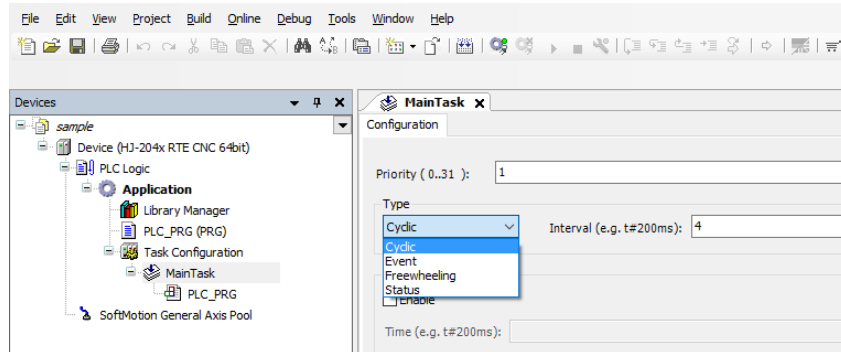 File Edit View Project Build Online Debug Tools Window Help
Devices
MainTask
sample
Device (HJ-204x RTE CNC 64bit)
PLC Logic
Application
Library Manager
PLC_PRG (PRG)
Task Configuration
MainTask
PLC_PRG
SoftMotion General Axis Pool
Configuration
Priority ( 0..31 ): 1
Type
Cyclic Interval (e.g. t#200ms): 4
Cyclic
Event
Freewheeling
Status
Enable
Time (e.g. t#200ms):